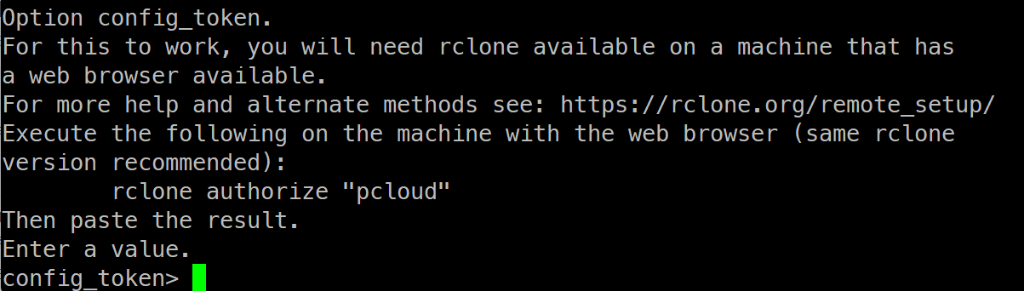 Option config_token.
For this to work, you will need rclone available on a machine that has
a web browser available.
For more help and alternate methods see: https://rclone.org/remote_setup/
Execute the following on the machine with the web browser (same rclone
version recommended):
        rclone authorize "pcloud"
Then paste the result.
Enter a value.
config_token>